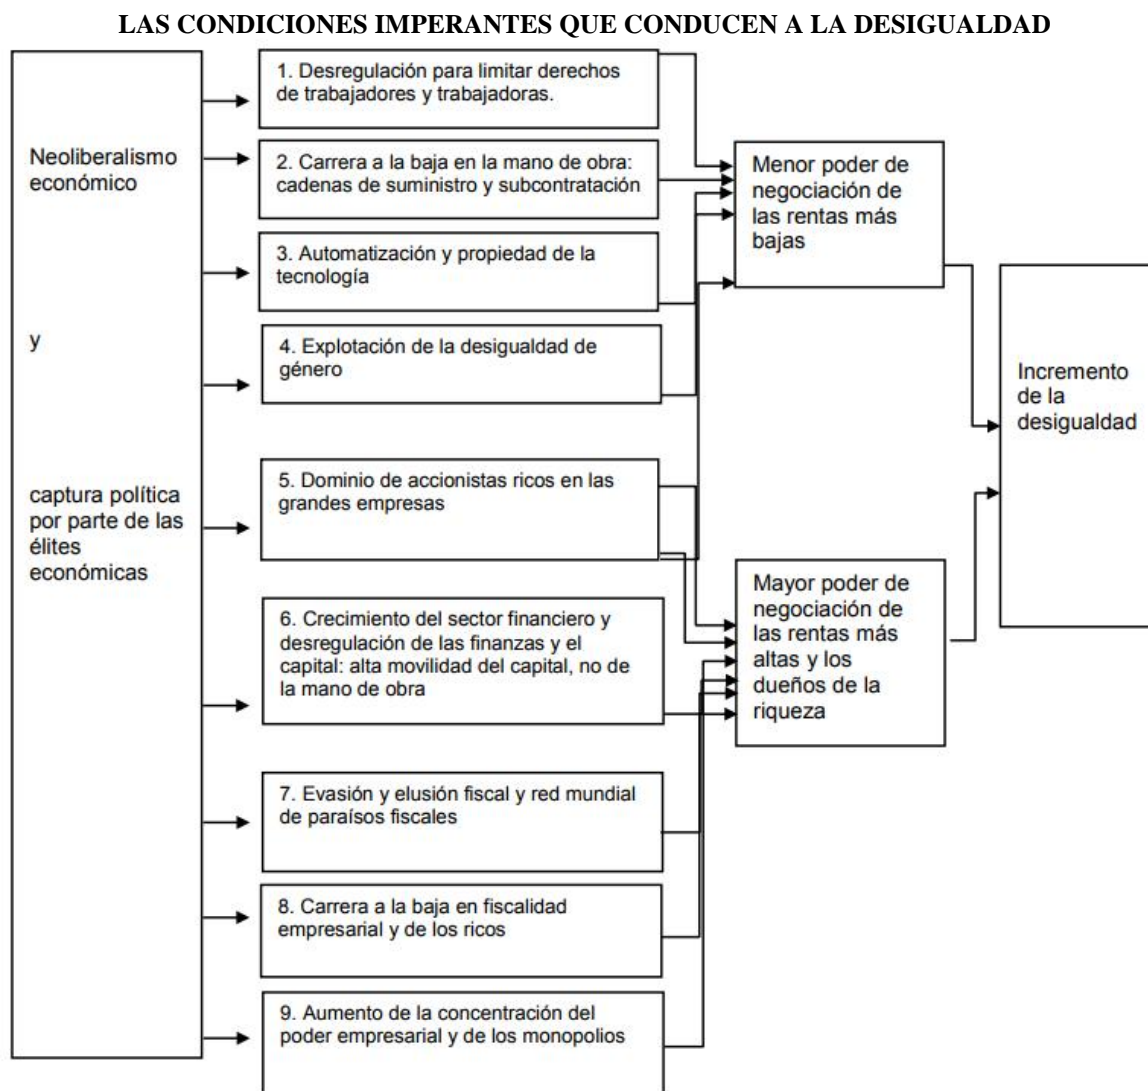 LAS CONDICIONES IMPERANTES QUE CONDUCEN A LA DESIGUALDAD
Neoliberalismo
económico
y
captura política
por parte de las
élites
económicas
1. Desregulación para limitar derechos
de trabajadores y trabajadoras.
2. Carrera a la baja en la mano de obra:
cadenas de suministro y subcontratación
3. Automatización y propiedad de la
tecnología
4. Explotación de la desigualdad de
género
5. Dominio de accionistas ricos en las
grandes empresas
6. Crecimiento del sector financiero y
desregulación de las finanzas y el
capital: alta movilidad del capital, no de
la mano de obra
7. Evasión y elusión fiscal y red mundial
de paraísos fiscales
8. Carrera a la baja en fiscalidad
empresarial y de los ricos
9. Aumento de la concentración del
poder empresarial y de los monopolios
Menor poder de
negociación de
las rentas más
bajas
Mayor poder de
negociación de
las rentas más
altas y los
dueños de la
riqueza
Incremento
de la
desigualdad